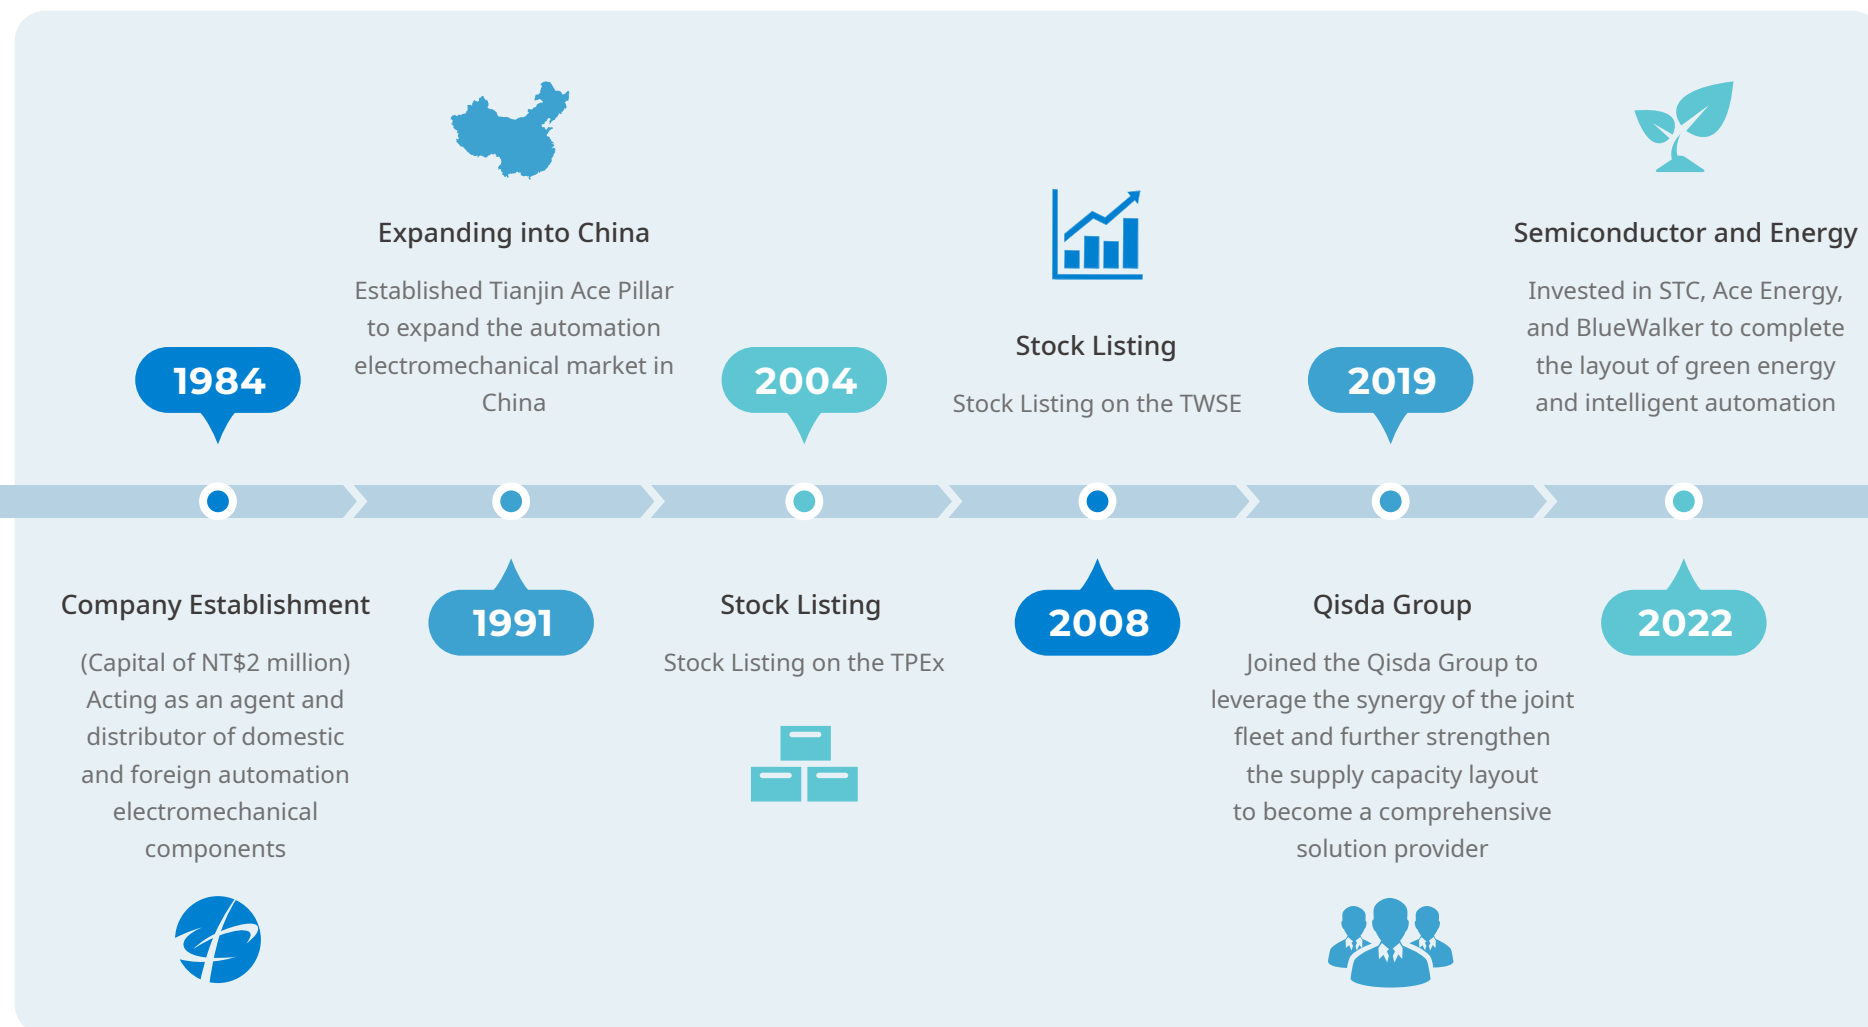 1984
Company Establishment
(Capital of NT$2 million)
Acting as an agent and
distributor of domestic
and foreign automation
electromechanical
components
Expanding into China
Established Tianjin Ace Pillar
to expand the automation
electromechanical market in
China
1991
2004
Stock Listing
Stock Listing on the TPEx
Stock Listing
Stock Listing on the TWSE
2008
2019
Qisda Group
Joined the Qisda Group to
leverage the synergy of the joint
fleet and further strengthen
the supply capacity layout
to become a comprehensive
solution provider
Semiconductor and Energy
Invested in STC, Ace Energy,
and BlueWalker to complete
the layout of green energy
and intelligent automation
2022